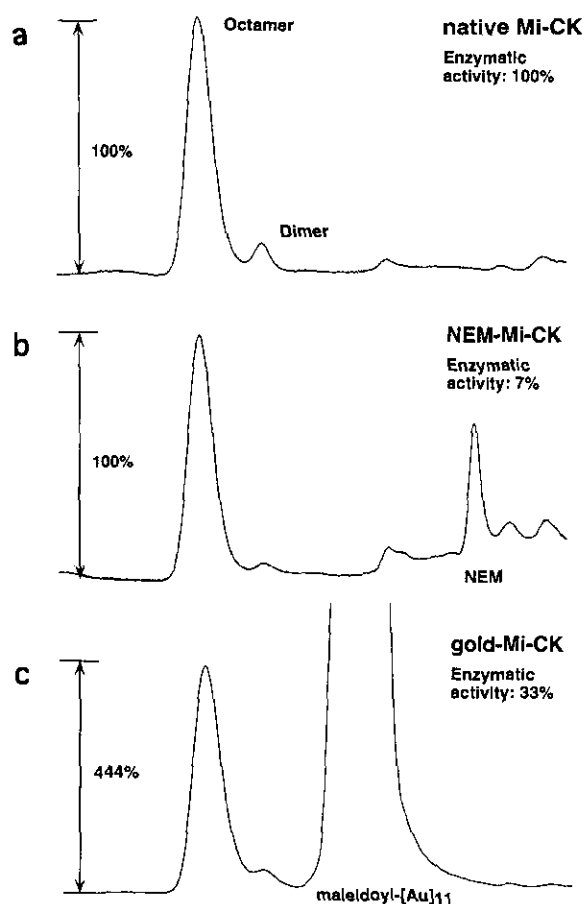 a
Octamer
native Mi-CK
Enzymatic
activity: 100%
100%
Dimer
b
NEM-Mi-CK
Enzymatic
activity: 7%
100%
NEM
c
gold-Mi-CK
Enzymatic
activity: 33%
444%
maleidoyl-[Au]11